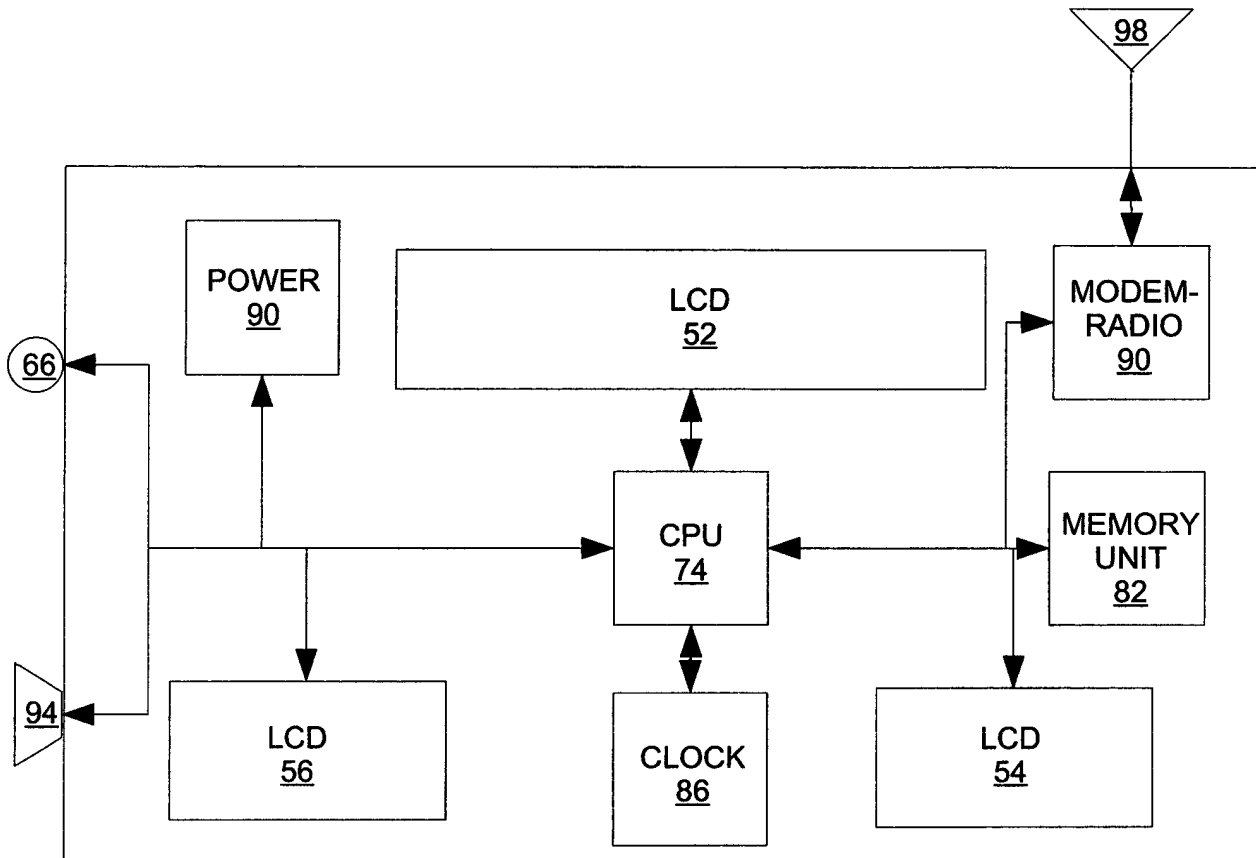 98
POWER
90
LCD
52
MODEM-
RADIO
90
66
CPU
74
MEMORY
UNIT
82
94
LCD
56
CLOCK
86
LCD
54